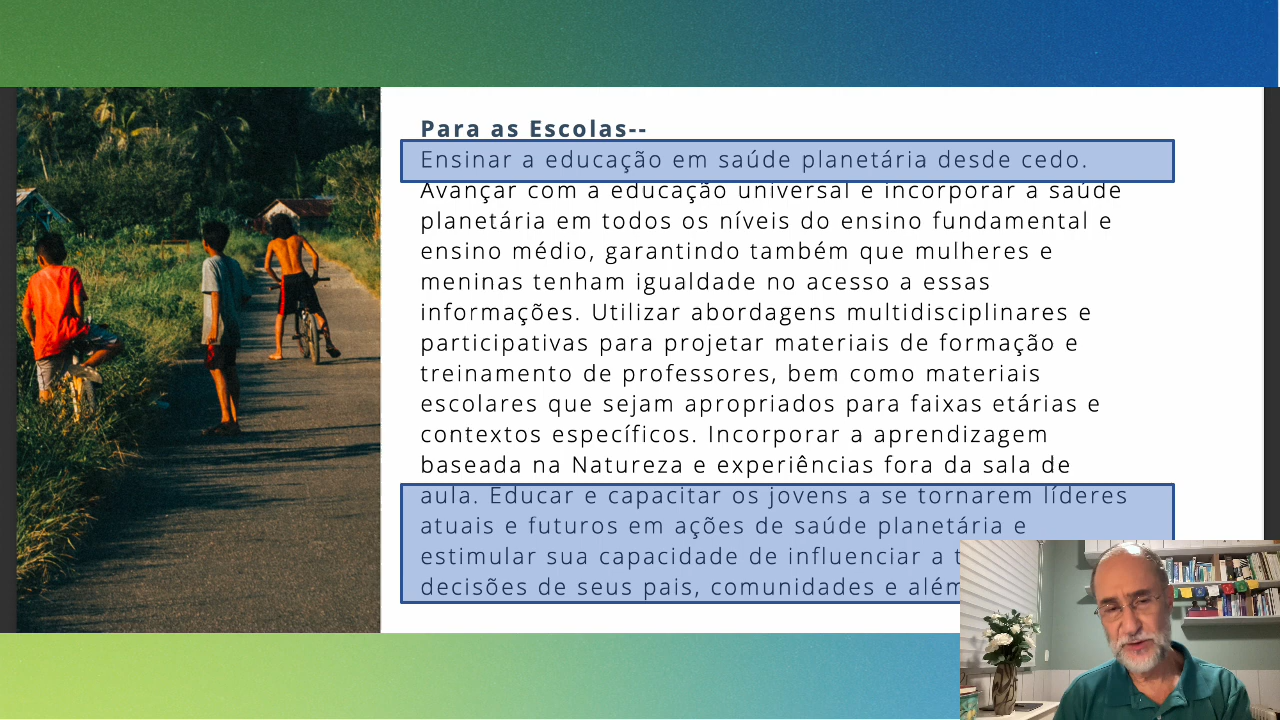 Para as Escolas--
Ensinar a educação em saúde planetária desde cedo.
Avançar com a educação universal e incorporar a saúde
planetária em todos os níveis do ensino fundamental e
ensino médio, garantindo também que mulheres e
meninas tenham igualdade no acesso a essas
informações. Utilizar abordagens multidisciplinares e
participativas para projetar materiais de formação e
treinamento de professores, bem como materiais
escolares que sejam apropriados para faixas etárias e
contextos específicos. Incorporar a aprendizagem
baseada na Natureza e experiências fora da sala de
aula. Educar e capacitar os jovens a se tornarem líderes
atuais e futuros em ações de saúde planetária e
estimular sua capacidade de influenciar a
decisões de seus pais, comunidades e além